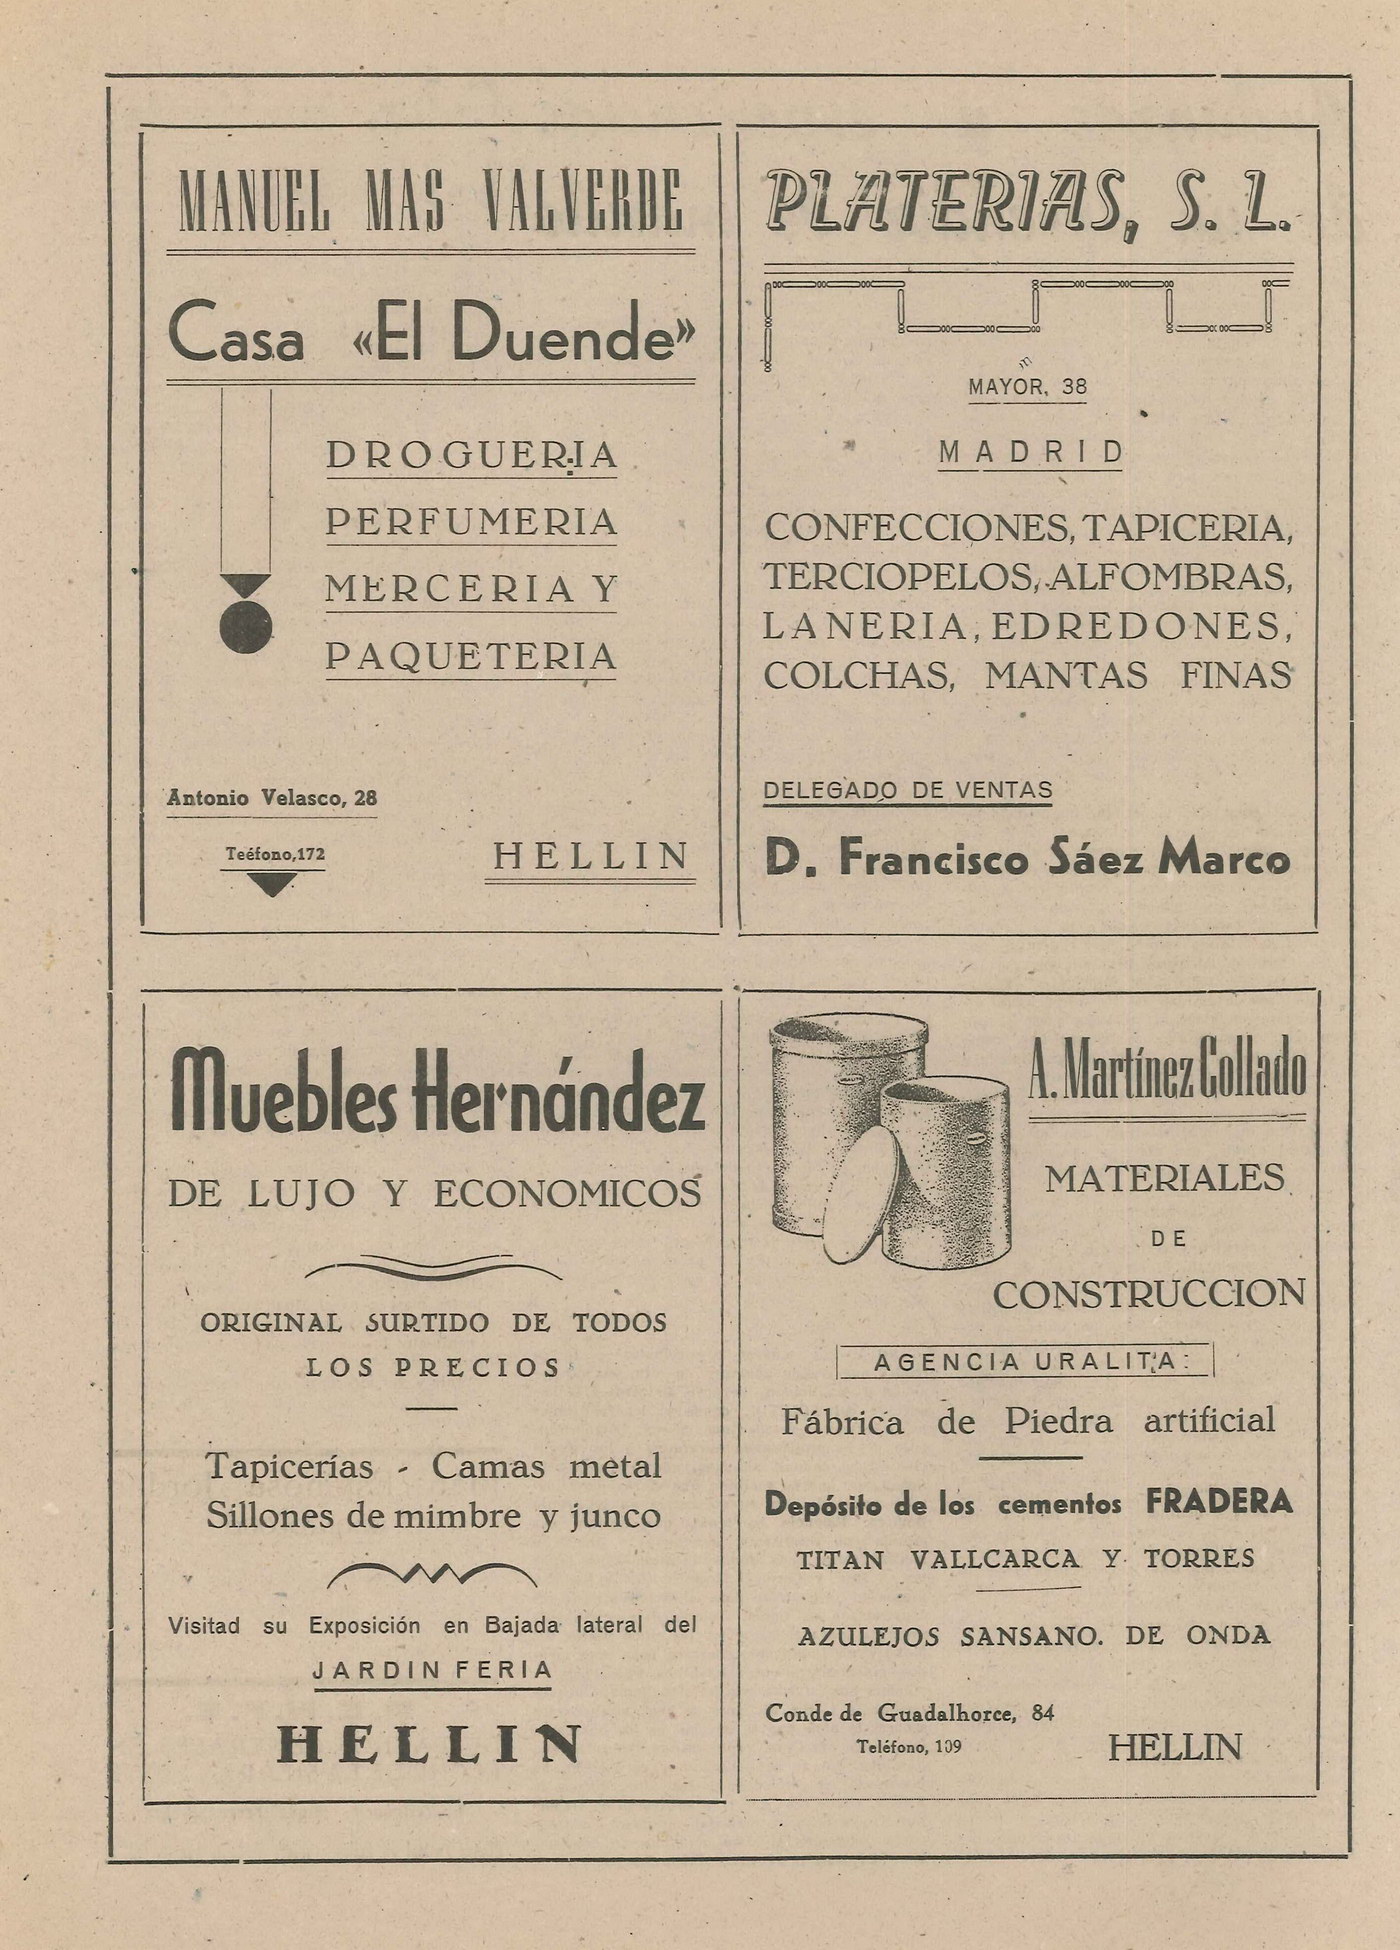 MANUEL MAS VALVERDE
Casa «El Duende»
DROGUERIA
PERFUMERIA
MERCERIA Y
PAQUETERIA
Antonio Velasco, 28
Teéfono,172
HELLIN
PLATERIAS, S. L.
MAYOR, 38
MADRID
CONFECCIONES, TAPICERIA,
TERCIOPELOS, ALFOMBRAS,
LANERIA, EDREDONES,
COLCHAS, MANTAS FINAS
DELEGADO DE VENTAS
D. Francisco Sáez Marco
Muebles Hernández
DE LUJO Y ECONOMICOS
ORIGINAL SURTIDO DE TODOS
LOS PRECIOS
Tapicerías - Camas metal
Sillones de mimbre y junco
Visitad su Exposición en Bajada lateral del
JARDIN FERIA
HELLIN
A. Martínez Collado
MATERIALES
DE
CONSTRUCCION
AGENCIA URALITA:
Fábrica de Piedra artificial
Depósito de los cementos FRADERA
TITAN VALLCARCA Y TORRES
AZULEJOS SANSANO. DE ONDA
Conde de Guadalhorce, 84
Teléfono, 109
HELLIN